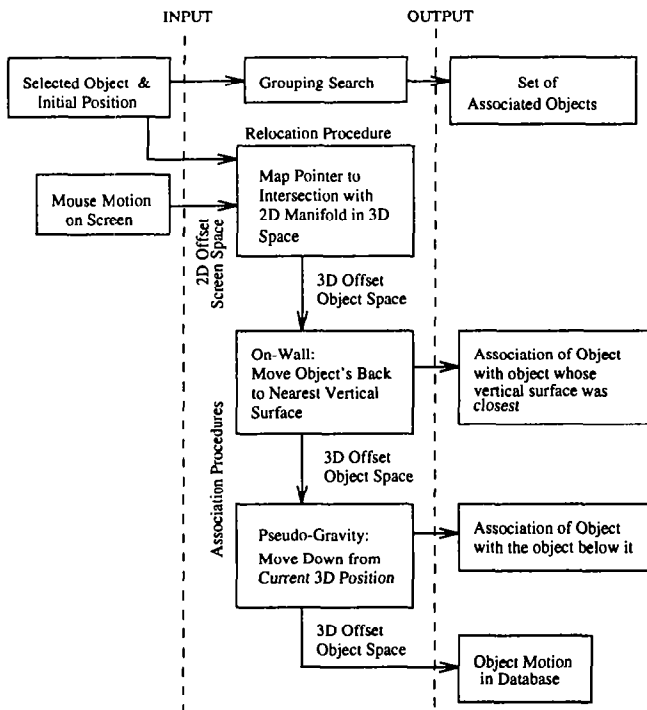 INPUT
OUTPUT
Selected Object &
Initial Position
Grouping Search
Set of
Associated Objects
Relocation Procedure
Mouse Motion
on Screen
Map Pointer to
Intersection with
2D Manifold in 3D
Space
2D Offset
Screen Space
3D Offset
Object Space
On-Wall:
Move Object's Back
to Nearest Vertical
Surface
Association of Object
with object whose
vertical surface was
closest
Association Procedures
3D Offset
Object Space
Pseudo-Gravity:
Move Down from
Current 3D Position
Association of Object
with the object below it
3D Offset
Object Space
Object Motion
in Database